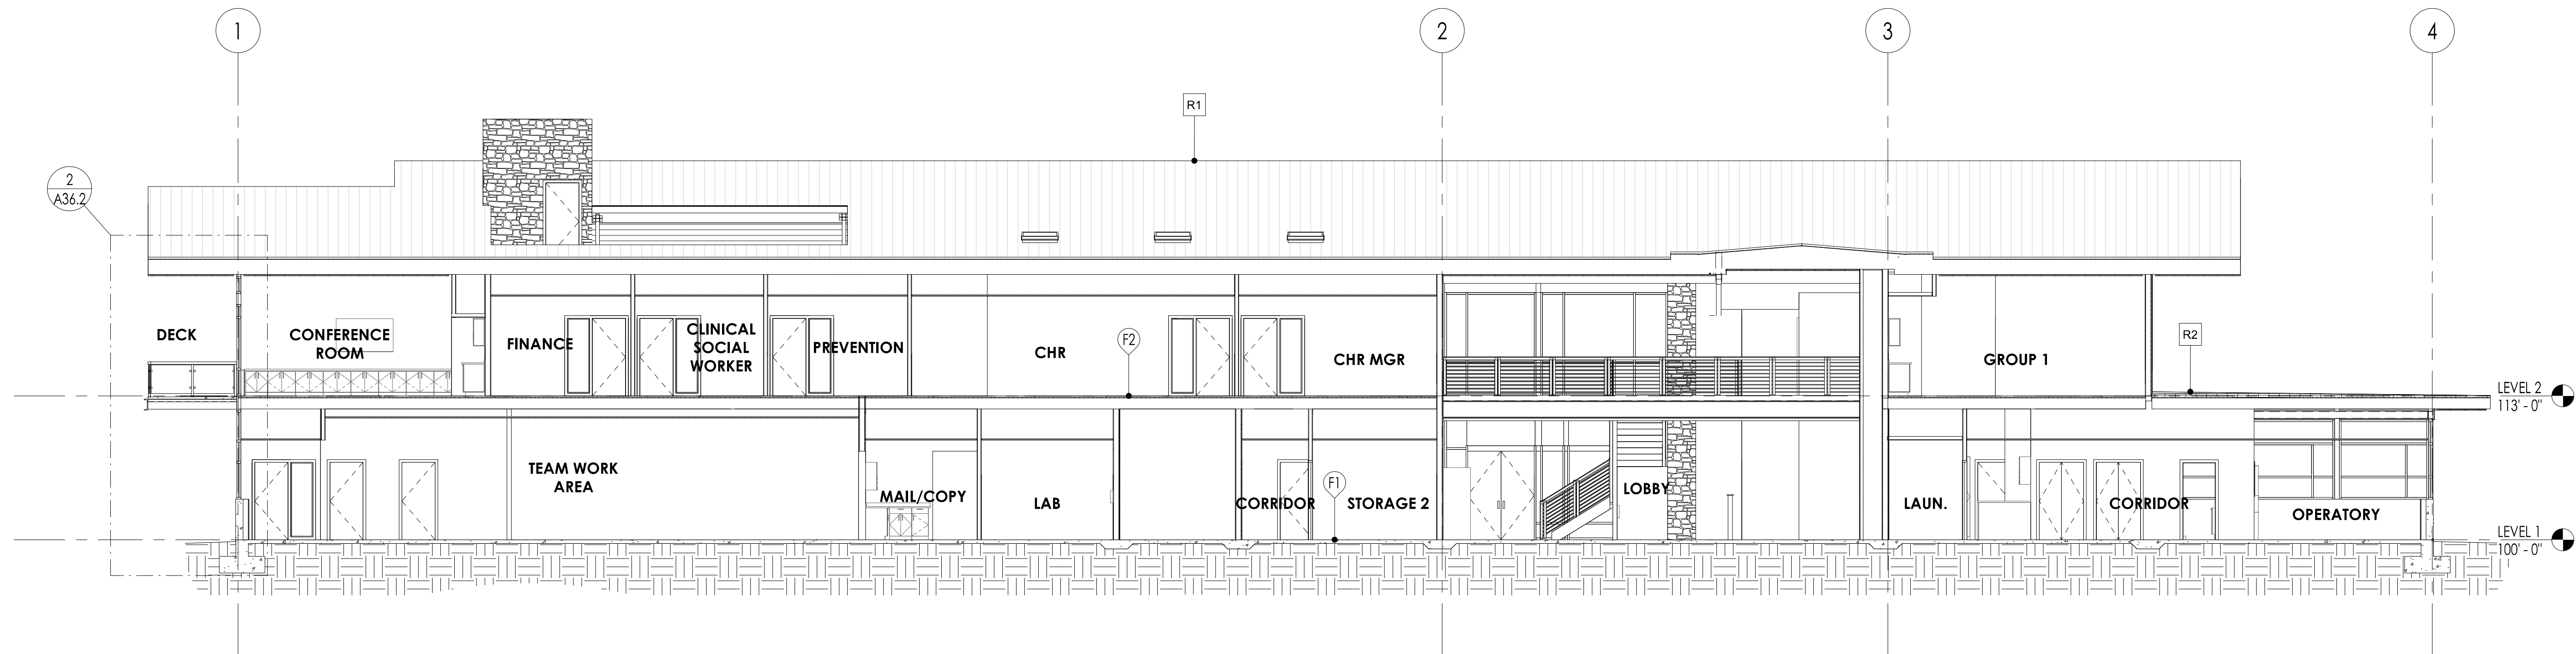 1
2
3
4
R1
2
A36.2
DECK
CONFERENCE
ROOM
FINANCE
CLINICAL
SOCIAL
WORKER
PREVENTION
CHR
F2
CHR MGR
GROUP 1
R2
LEVEL 2
113' - 0"
TEAM WORK
AREA
MAIL/COPY
LAB
CORRIDOR
F1
STORAGE 2
LOBBY
LAUN.
CORRIDOR
OPERATORY
LEVEL 1
100' - 0"